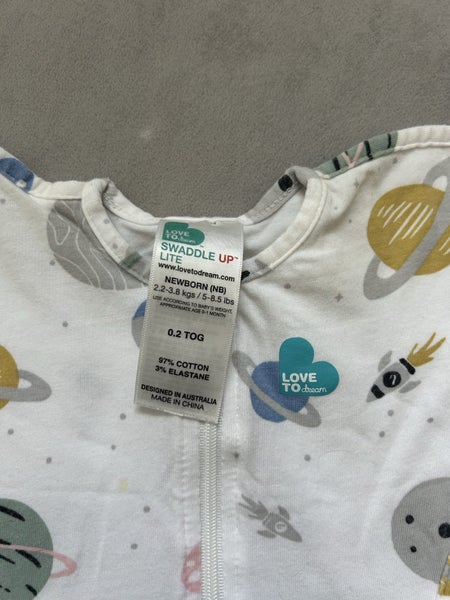 LOVE
TO dream
SWADDLE UP™
LITE
www.lovetodream.com
NEWBORN (NB)
2.2-3.8 kgs / 5-8.5 lbs
USE ACCORDING TO BABY'S WEIGHT,
APPROXIMATE AGE 0-1 MONTH
0.2 TOG
97% COTTON
3% ELASTANE
DESIGNED IN AUSTRALIA
MADE IN CHINA
LOVE
TO dream